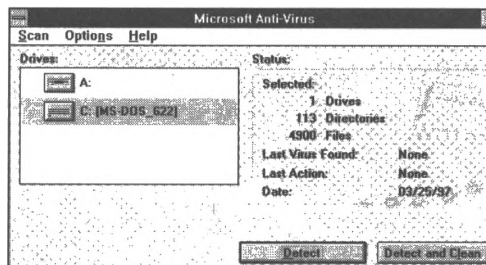 Microsoft Anti-Virus
Scan Options Help
Drives:
A:
C: [MS-DOS_622]
Status:
Selected:
1 Drives
113 Directories
4900 Files
Last Virus Found: None
Last Action: None
Date: 03/25/97
Detect
Detect and Clean